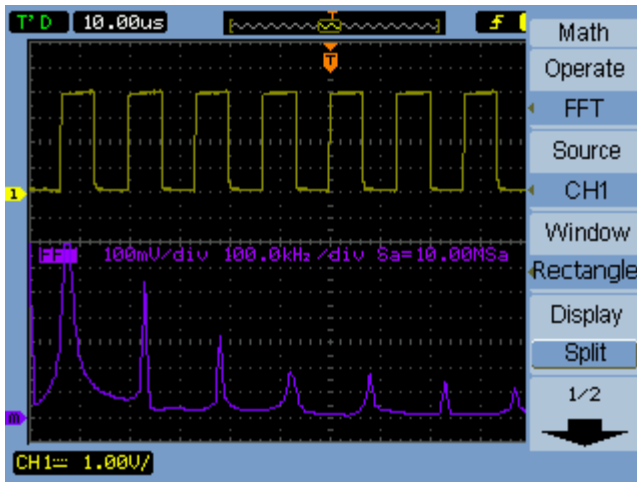 T'D 10.00us
Math
Operate
FFT
T
Source
CH1
1
Window
FFT 100mV/div 100.0kHz/div Sa=10.00MSa
Rectangle
Display
Split
1/2
m
CH1 1.00V/